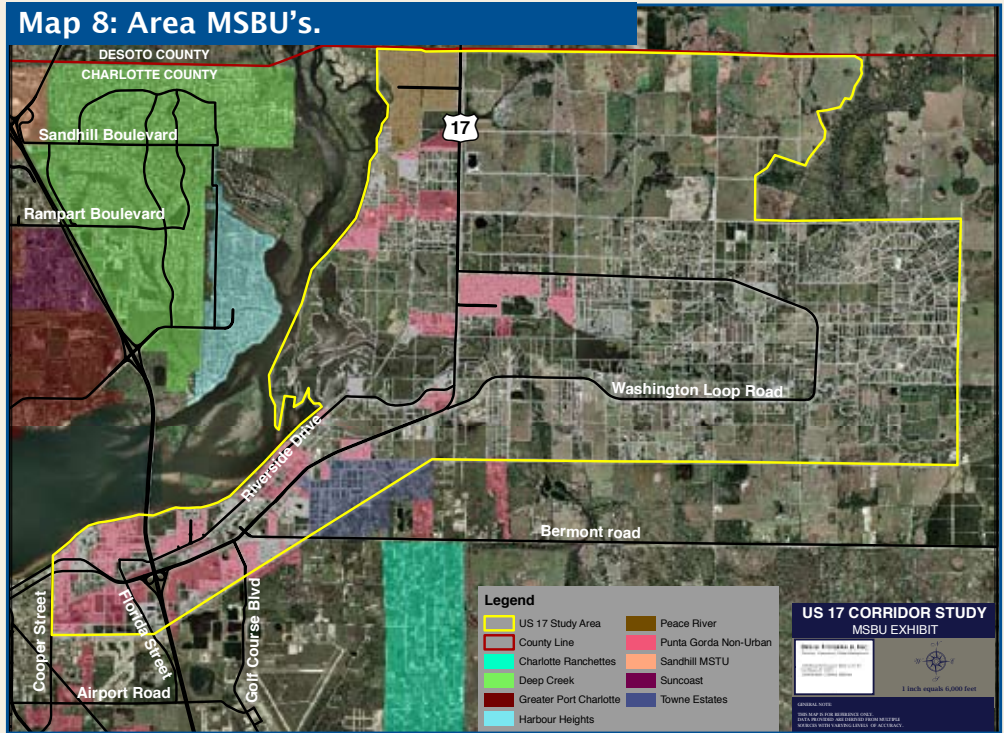 Map 8: Area MSBU's.
DESOTO COUNTY
CHARLOTTE COUNTY
17
Sandhill Boulevard
Rampart Boulevard
Washington Loop Road
Riverside Drive
Bermont road
Cooper Street
Florida Street
Golf Course Blvd
Airport Road
Legend
US 17 Study Area
County Line
Charlotte Ranchettes
Deep Creek
Greater Port Charlotte
Harbour Heights
Peace River
Punta Gorda Non-Urban
Sandhill MSTU
Suncoast
Towne Estates
US 17 CORRIDOR STUDY
MSBU EXHIBIT
N
W
E
S
1 inch equals 6,000 feet
GENERAL NOTE
THIS MAP IS FOR REFERENCE ONLY.
DATA PROVIDED ARE DERIVED FROM MULTIPLE
SOURCES WITH VARYING LEVELS OF ACCURACY.